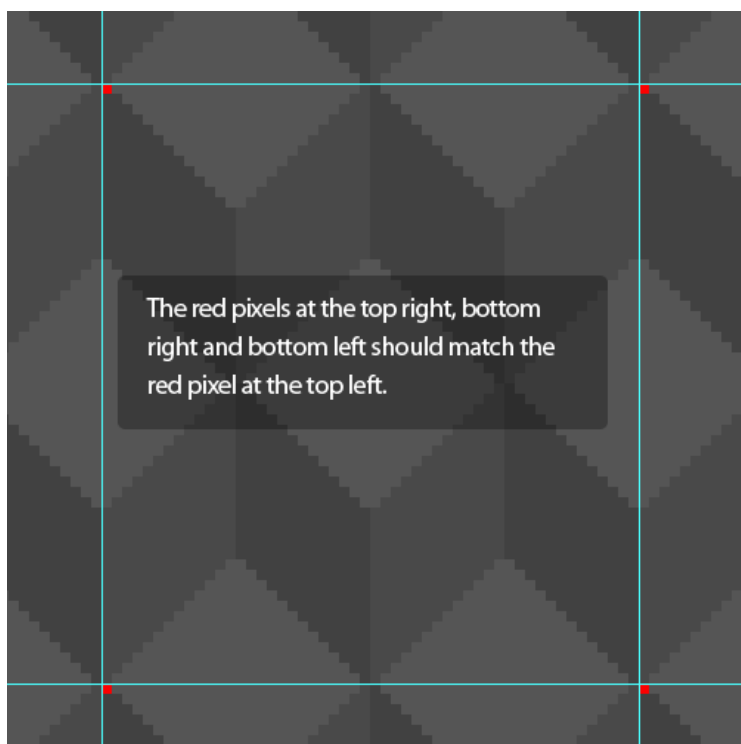 The red pixels at the top right, bottom
right and bottom left should match the
red pixel at the top left.